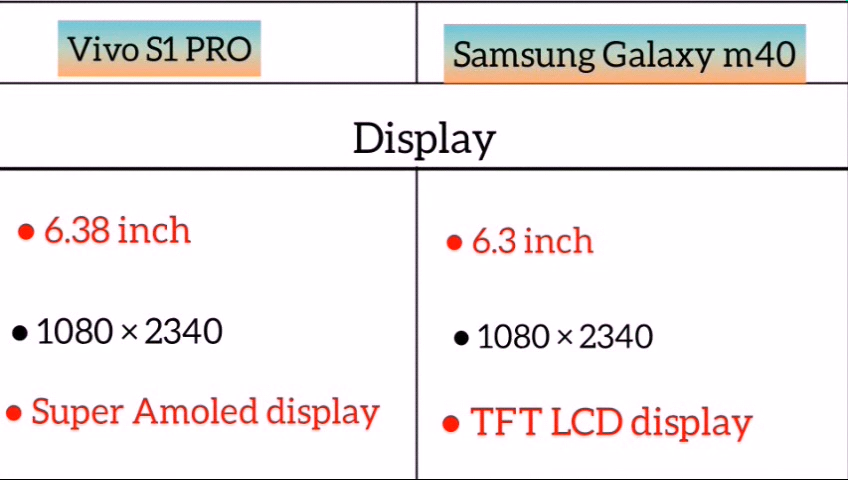 Vivo S1 PRO
Samsung Galaxy m40
Display
● 6.38 inch
● 6.3 inch
● 1080 × 2340
● 1080 × 2340
● Super Amoled display
● TFT LCD display